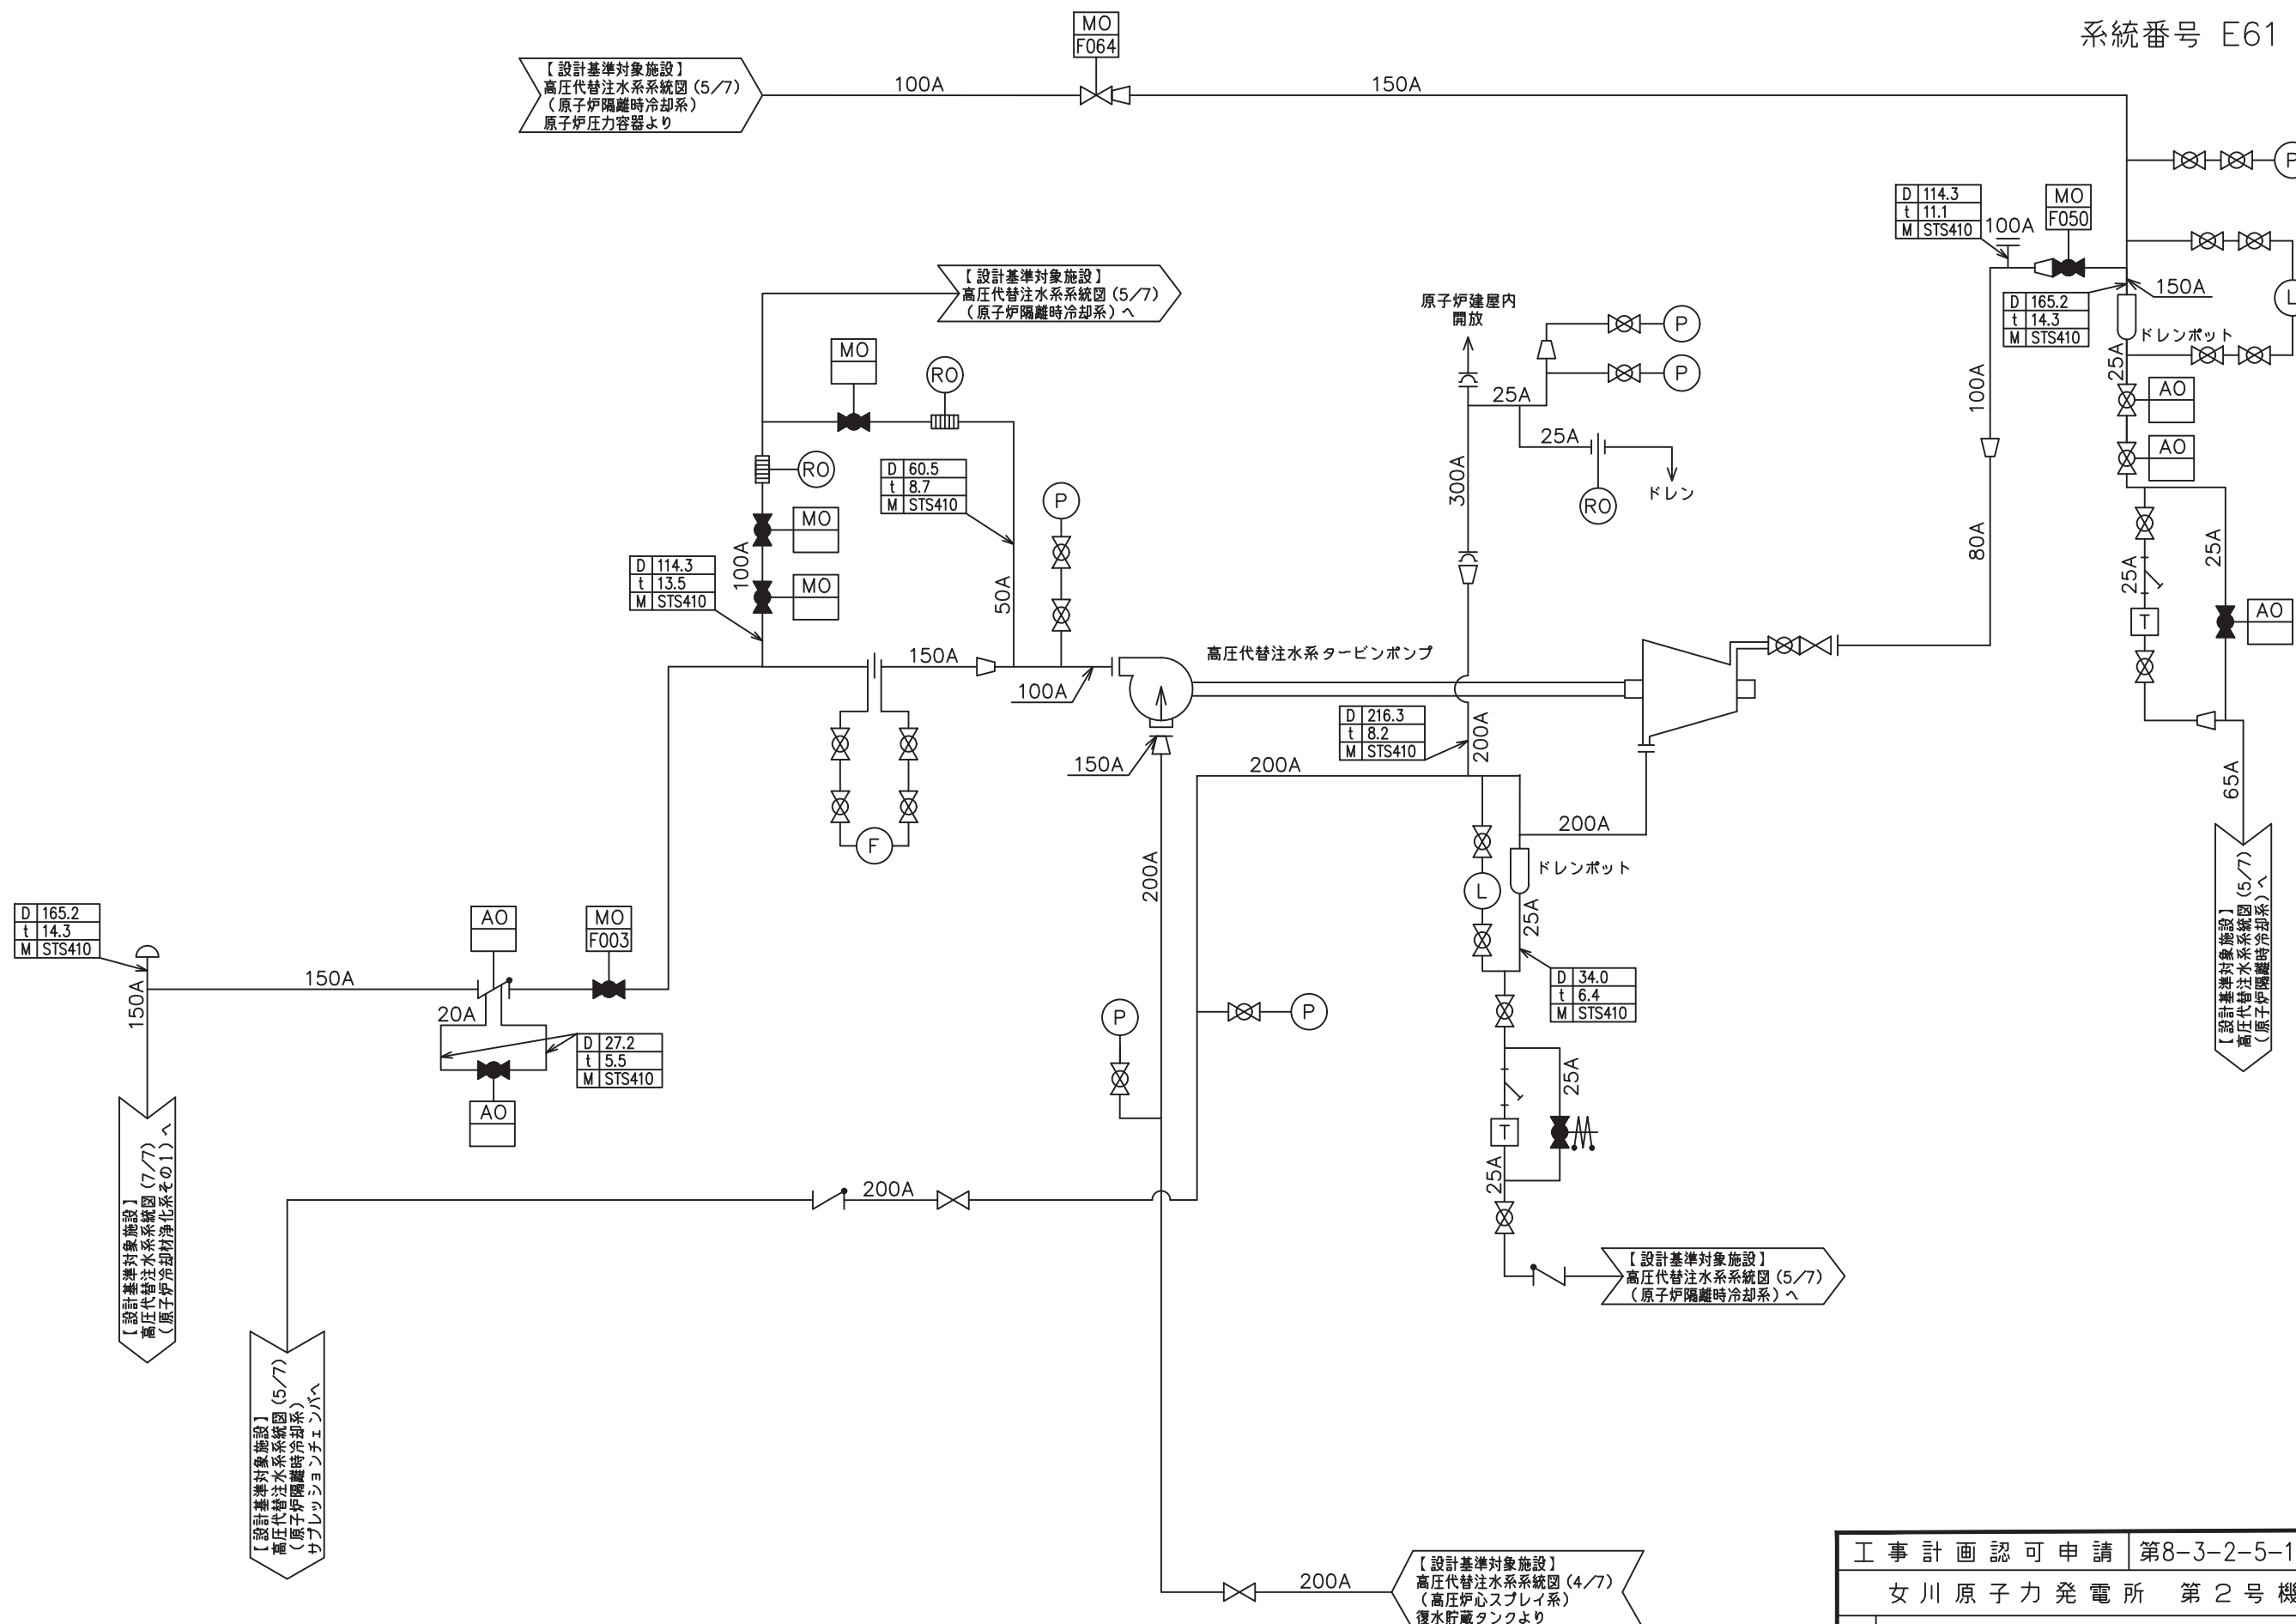 系統番号 E61
MO
F064
【 設計基準対象施設 】
高圧代替注水系系統図 (5/7)
(原子炉隔離時冷却系)
原子炉圧力容器より
100A
150A
P
D 114.3
t 11.1
M STS410
100A
MO
F050
150A
L
D 165.2
t 14.3
M STS410
ドレンポット
25A
AO
AO
【 設計基準対象施設 】
高圧代替注水系系統図 (5/7)
(原子炉隔離時冷却系) へ
MO
RO
RO
D 60.5
t 8.7
M STS410
MO
MO
100A
D 114.3
t 13.5
M STS410
50A
P
原子炉建屋内
開放
P
P
25A
25A
300A
RO
ドレン
100A
80A
25A
25A
T
AO
65A
150A
100A
高圧代替注水系タービンポンプ
F
150A
D 216.3
t 8.2
M STS410
200A
200A
200A
200A
L
ドレンポット
25A
D 34.0
t 6.4
M STS410
【 設計基準対象施設 】
高圧代替注水系系統図 (5/7)
(原子炉隔離時冷却系) へ
D 165.2
t 14.3
M STS410
150A
150A
AO
MO
F003
20A
D 27.2
t 5.5
M STS410
AO
P
P
25A
T
25A
【 設計基準対象施設 】
高圧代替注水系系統図 (7/7)
(原子炉冷却材浄化系その1) へ
200A
【 設計基準対象施設 】
高圧代替注水系系統図 (5/7)
(原子炉隔離時冷却系) へ
【 設計基準対象施設 】
高圧代替注水系系統図 (5/7)
(原子炉隔離時冷却系)
サプレッションチェンバへ
200A
【 設計基準対象施設 】
高圧代替注水系系統図 (4/7)
(高圧炉心スプレイ系)
復水貯蔵タンクより
工事計画認可申請 第8-3-2-5-1
女川原子力発電所 第2号機